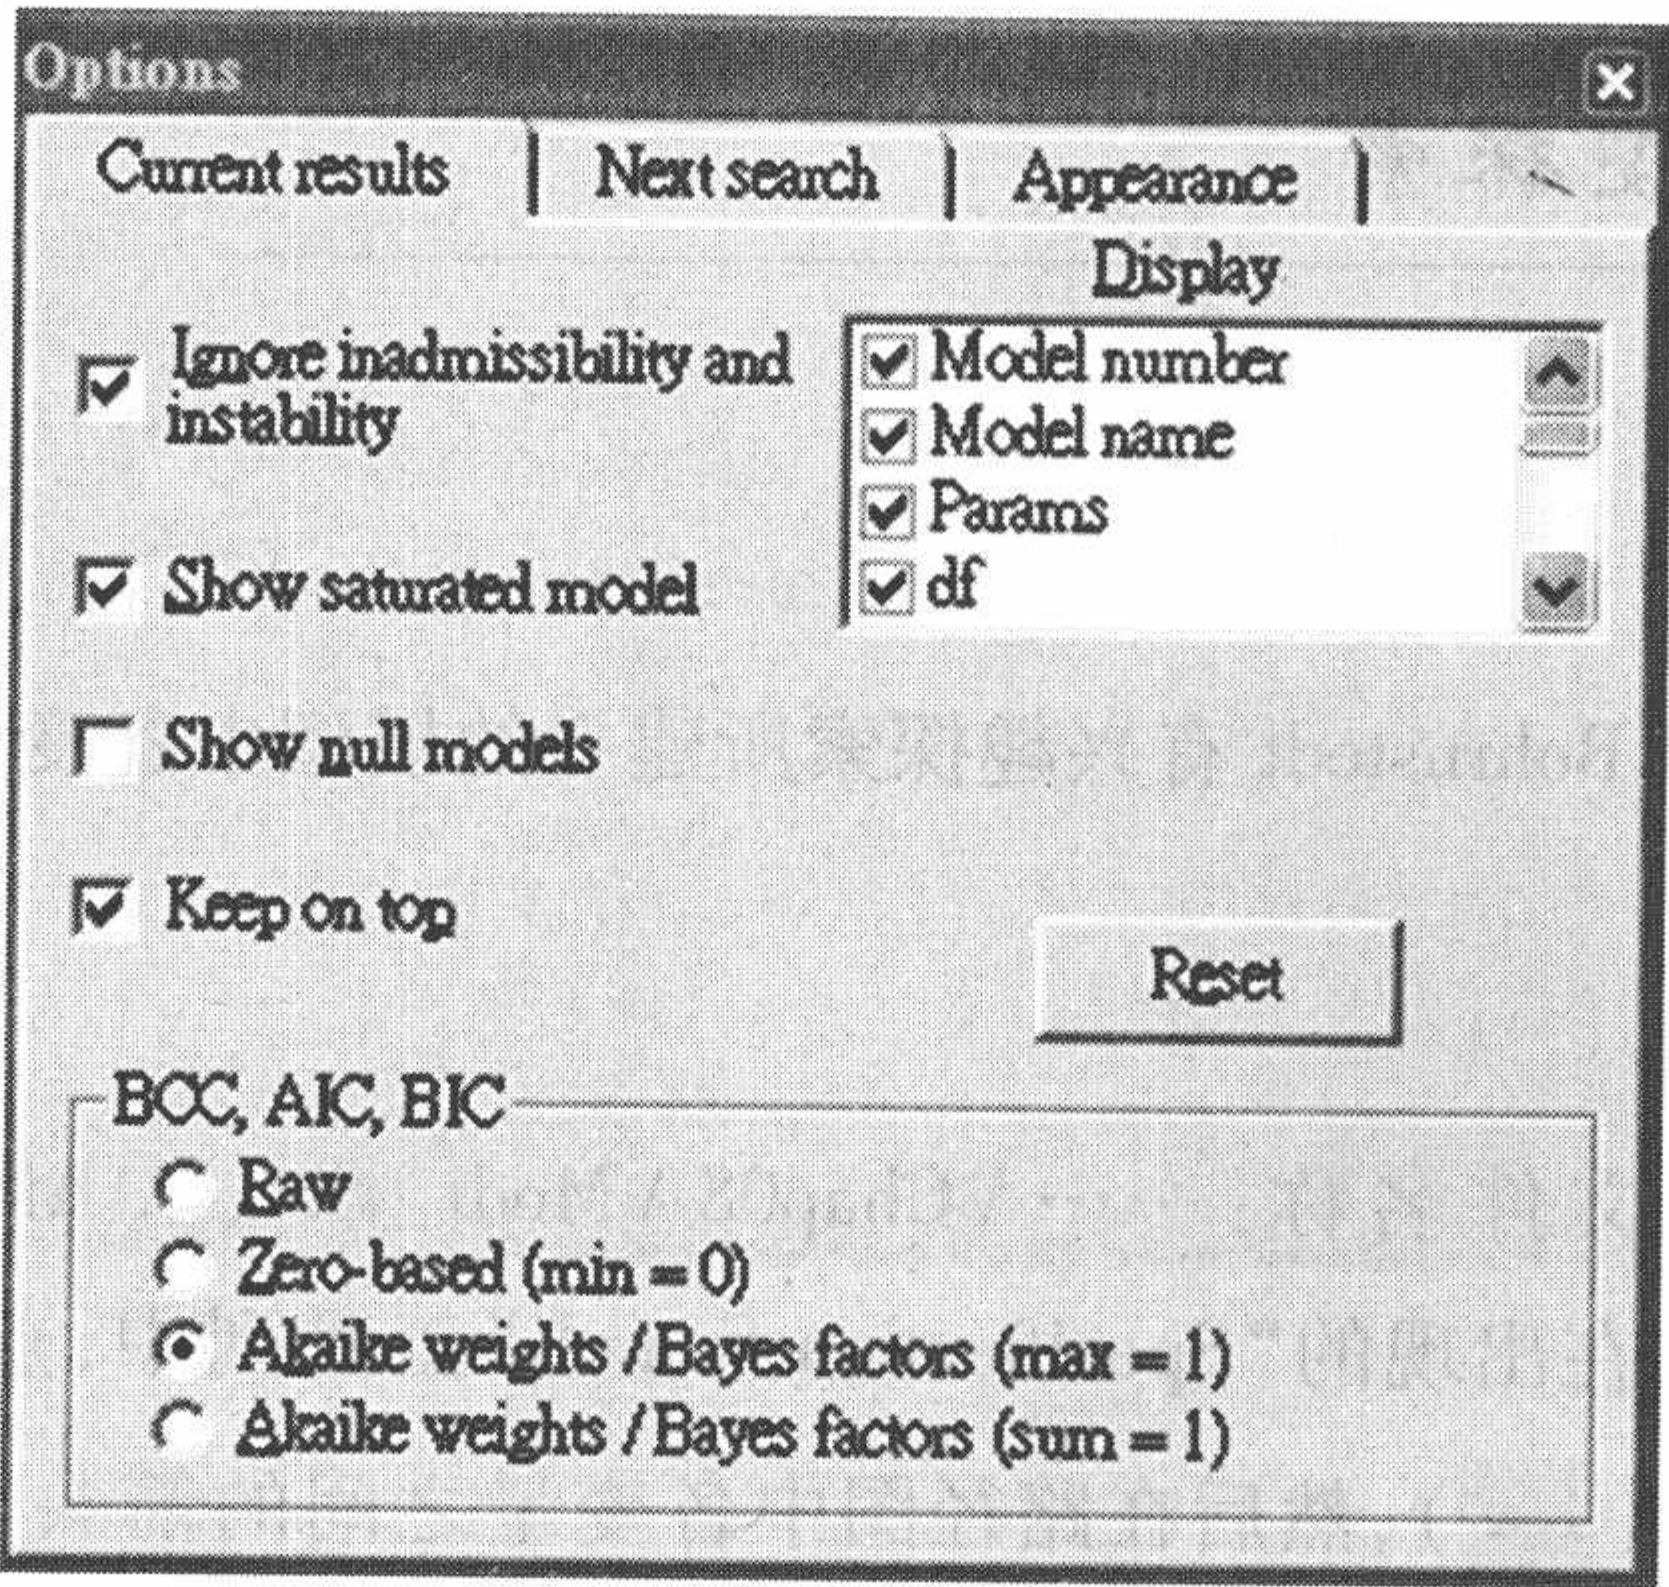 Options
Current results
Next search
Appearance
Display
Ignore inadmissibility and
instability
Show saturated model
Show null models
Keep on top
Model number
Model name
Params
df
Reset
BCC, AIC, BIC
Raw
Zero-based (min = 0)
Akaike weights / Bayes factors (max = 1)
Akaike weights / Bayes factors (sum = 1)